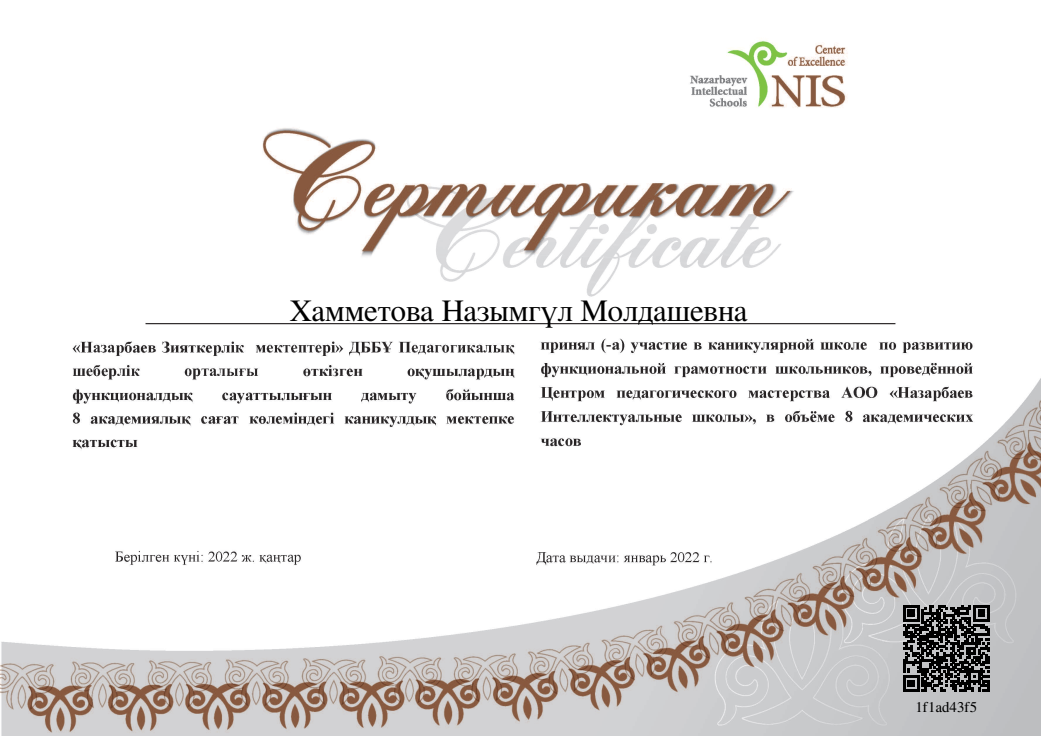 Center
of Excellence
Nazarbayev
Intellectual
Schools
NIS
Сертификат
Certificate
Хамметова Назымгүл Молдашевна
«Назарбаев Зияткерлік мектептері» ДББҰ Педагогикалық
шеберлік орталығы өткізген оқушылардың
функционалдық сауаттылығын дамыту бойынша
8 академиялық сағат көлеміндегі каникулдық мектепке
қатысты
принял (-а) участие в каникулярной школе по развитию
функциональной грамотности школьников, проведённой
Центром педагогического мастерства АОО «Назарбаев
Интеллектуальные школы», в объёме 8 академических
часов
Берілген күні: 2022 ж. қаңтар
Дата выдачи: январь 2022 г.
1f1ad43f5